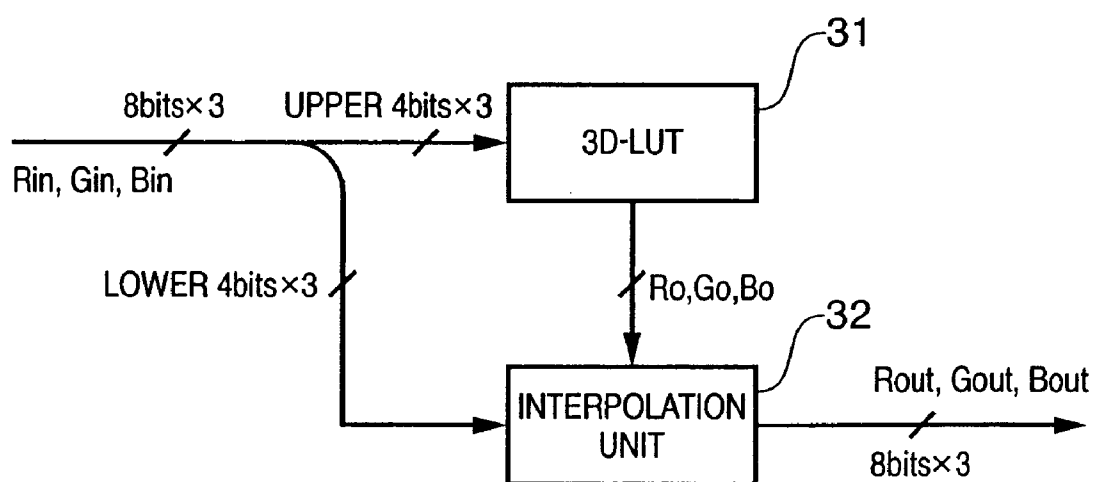 31
8bits×3
UPPER 4bits×3
3D-LUT
Rin, Gin, Bin
LOWER 4bits×3
Ro,Go,Bo
32
Rout, Gout, Bout
INTERPOLATION
UNIT
8bits×3